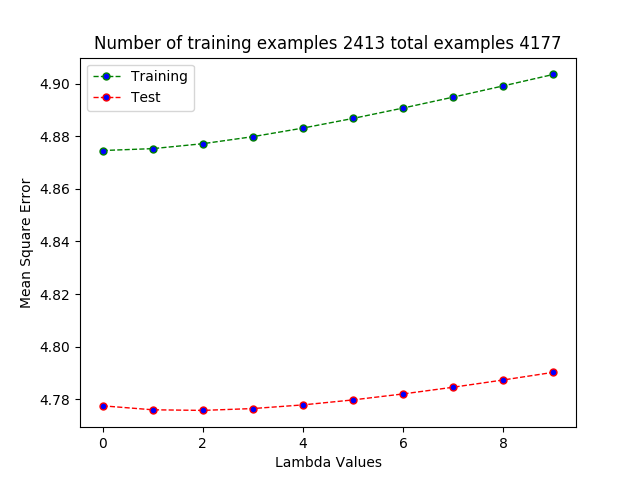 Number of training examples 2413 total examples 4177
Training
Test
4.90
4.88
4.86
4.84
4.82
4.80
4.78
Mean Square Error
0 2 4 6 8
Lambda Values